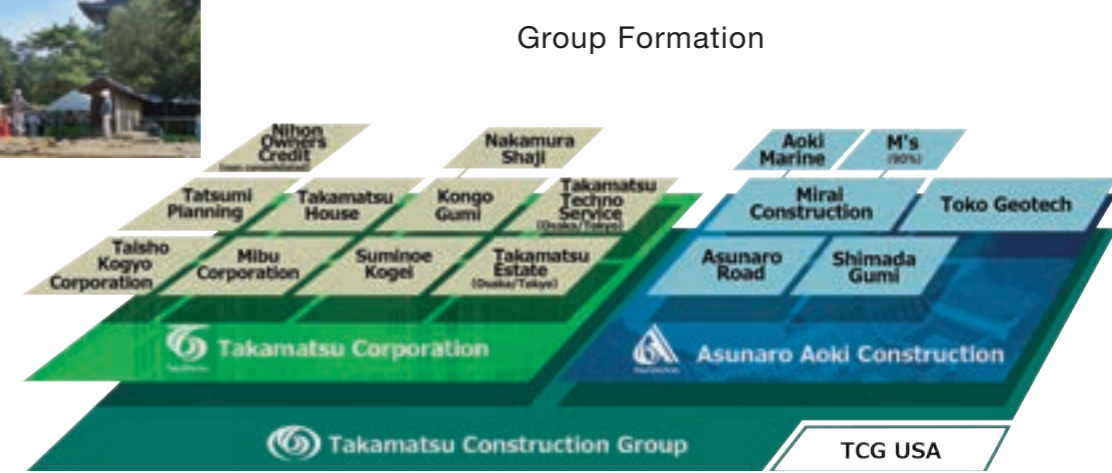 Group Formation
Nihon
Owners
Credit
(non consolidated)
Nakamura
Shaji
Aoki
Marine
M's
(90%)
Tatsumi
Planning
Takamatsu
House
Kongo
Gumi
Takamatsu
Techno
Service
(Osaka/Tokyo)
Mirai
Construction
Toko Geotech
Taisho
Kogyo
Corporation
Mibu
Corporation
Suminoe
Kogei
Takamatsu
Estate
(Osaka/Tokyo)
Asunaro
Road
Shimada
Gumi
Takamatsu Corporation
Asunaro Aoki Construction
Takamatsu Construction Group
TCG USA